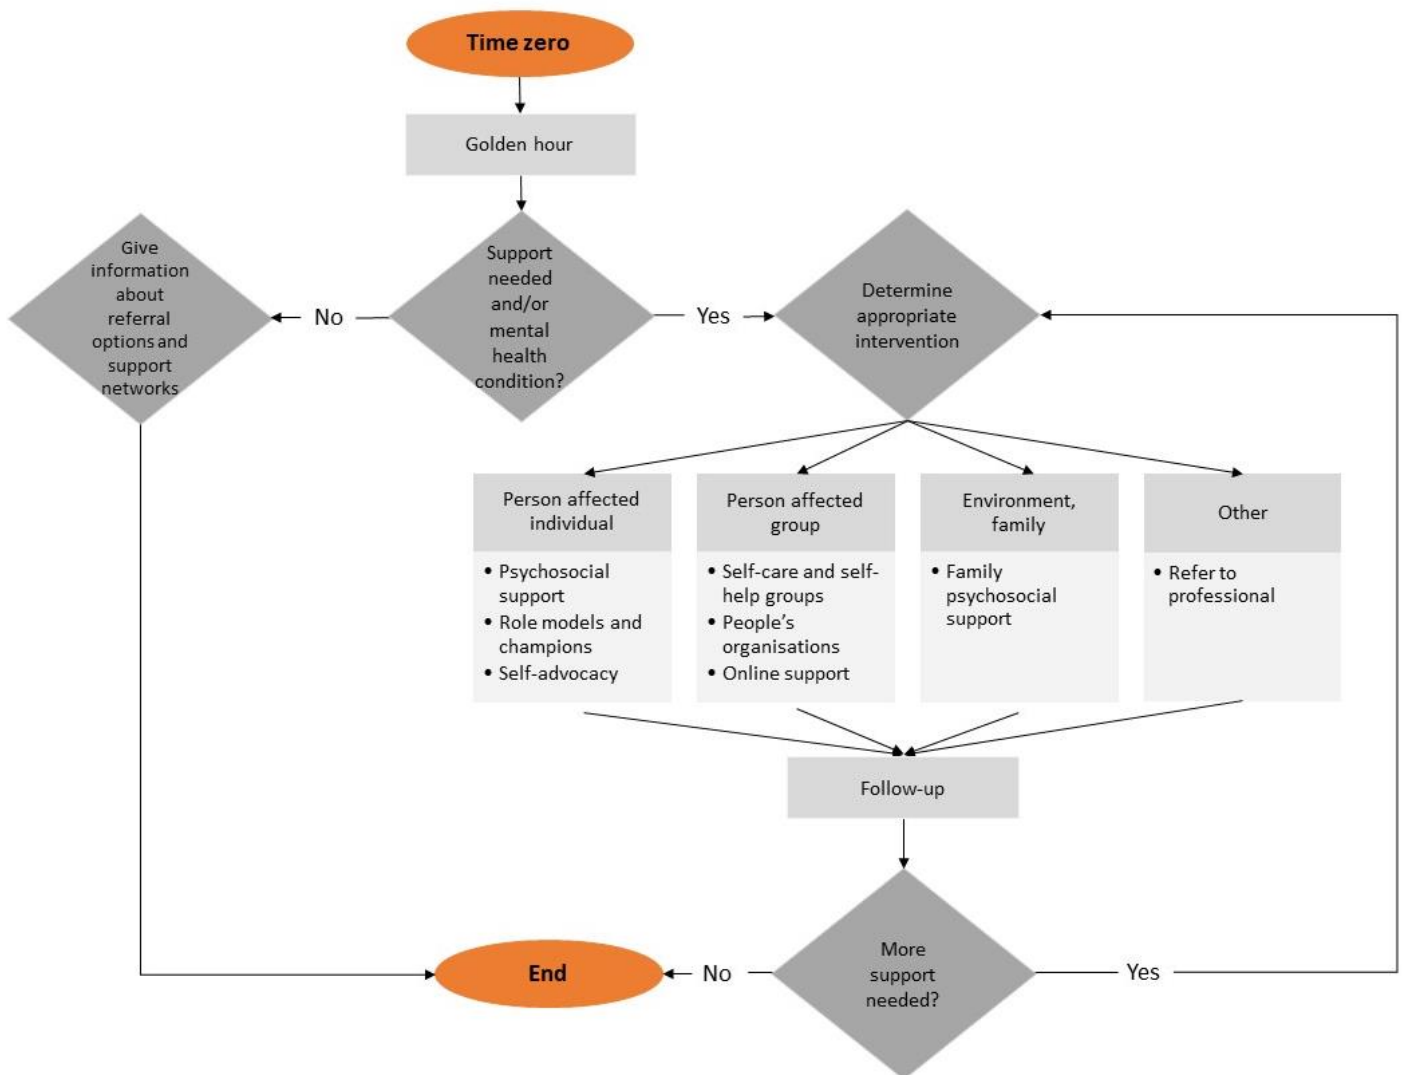 Time zero
Golden hour
Give
information
about
referral
options and
support
networks
No
Support
needed
and/or
mental
health
condition?
Yes
Determine
appropriate
intervention
Person affected
individual
• Psychosocial
support
• Role models and
champions
• Self-advocacy
Person affected
group
• Self-care and self-
help groups
• People’s
organisations
• Online support
Environment,
family
• Family
psychosocial
support
Other
• Refer to
professional
Follow-up
More
support
needed?
No
Yes
End